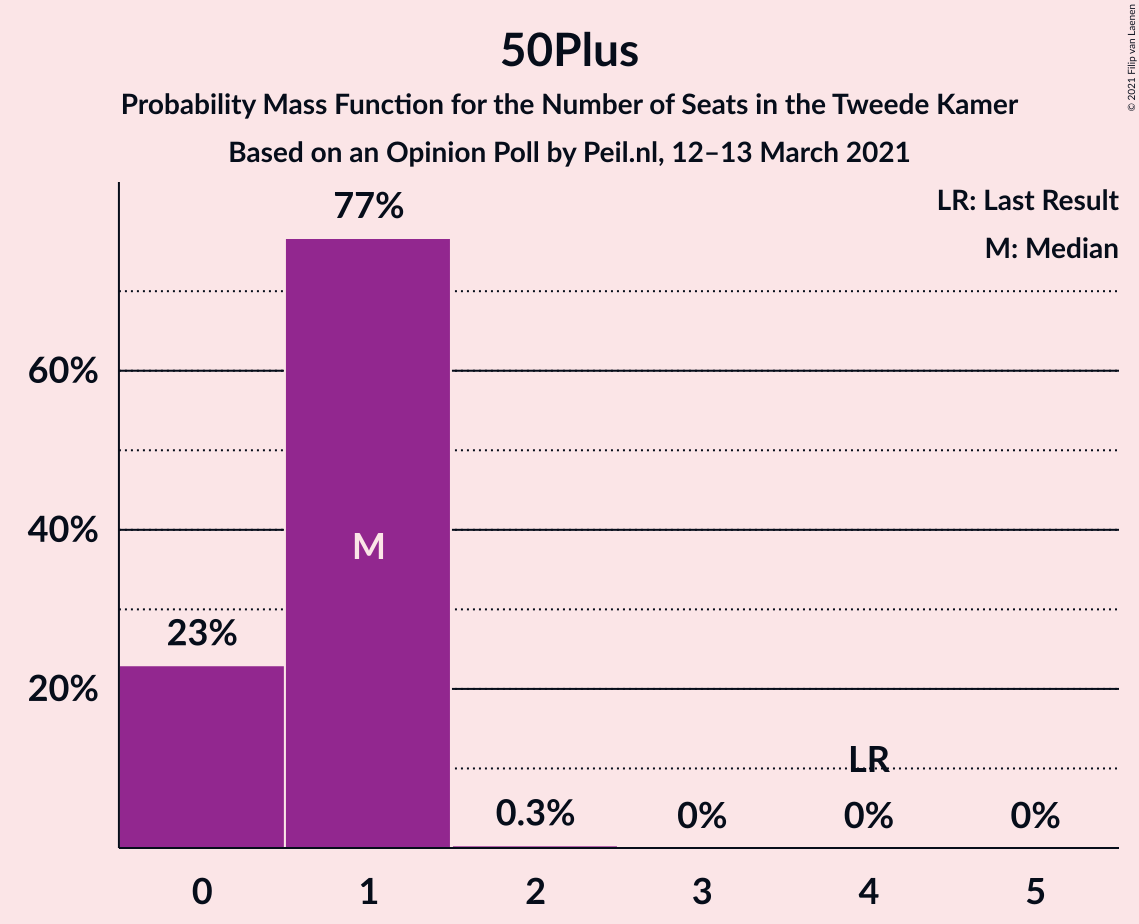 50Plus
Probability Mass Function for the Number of Seats in the Tweede Kamer
Based on an Opinion Poll by Peil.nl, 12–13 March 2021
© 2021 Filip van Laenen
LR: Last Result
M: Median
77%
60%
40%
M
23%
20%
LR
0.3%
0%
0%
0%
0 1 2 3 4 5